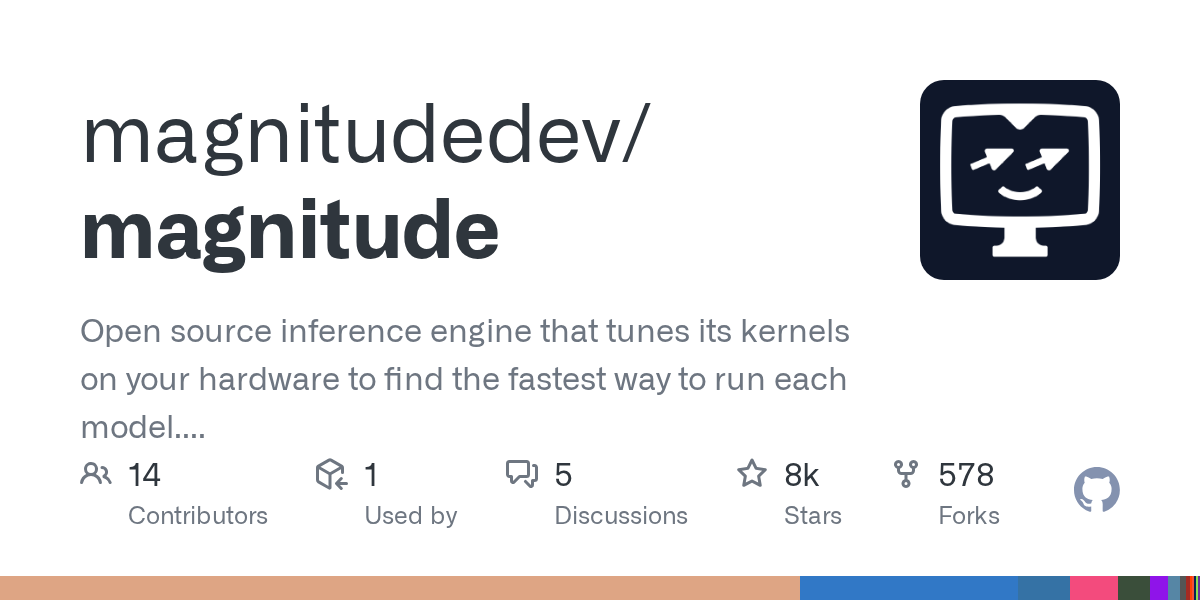 magnitudedev/
magnitude
Open source inference engine that tunes its kernels
on your hardware to find the fastest way to run each
model....
14 1 5 8k 578
Contributors Used by Discussions Stars Forks